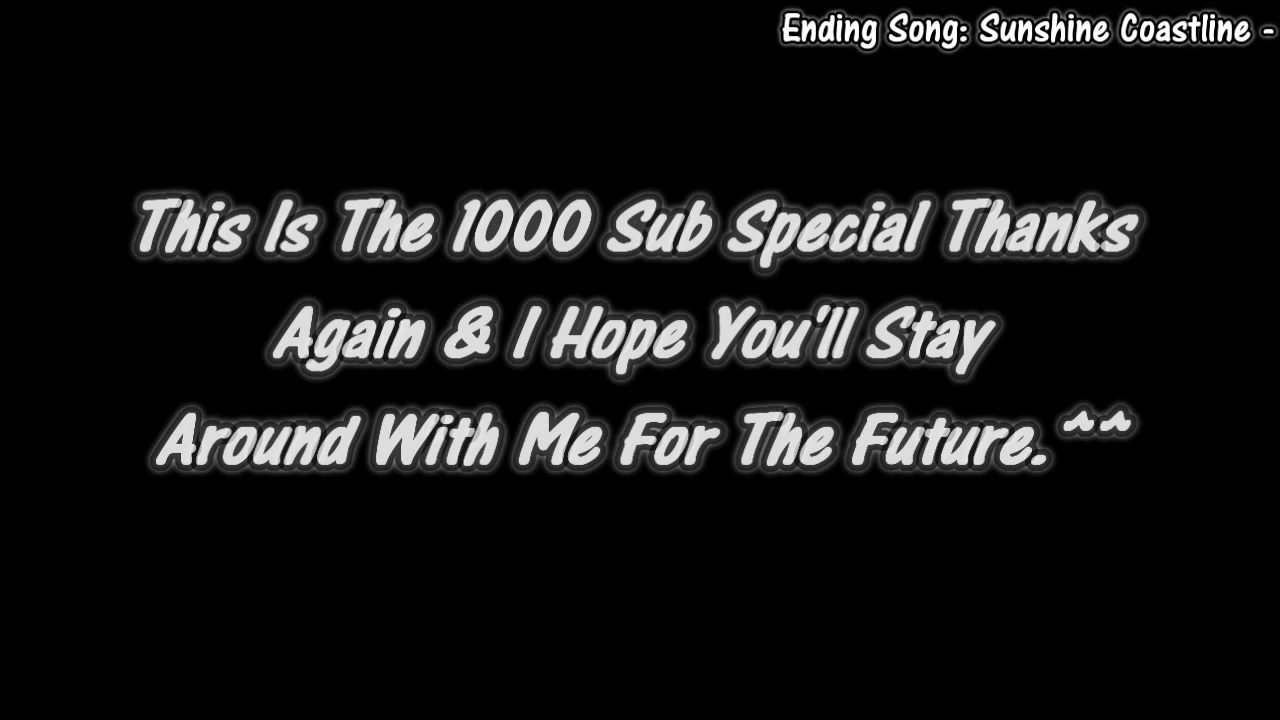 Ending Song: Sunshine Coastline -
This Is The 1000 Sub Special Thanks
Again & I Hope You'll Stay
Around With Me For The Future.^^